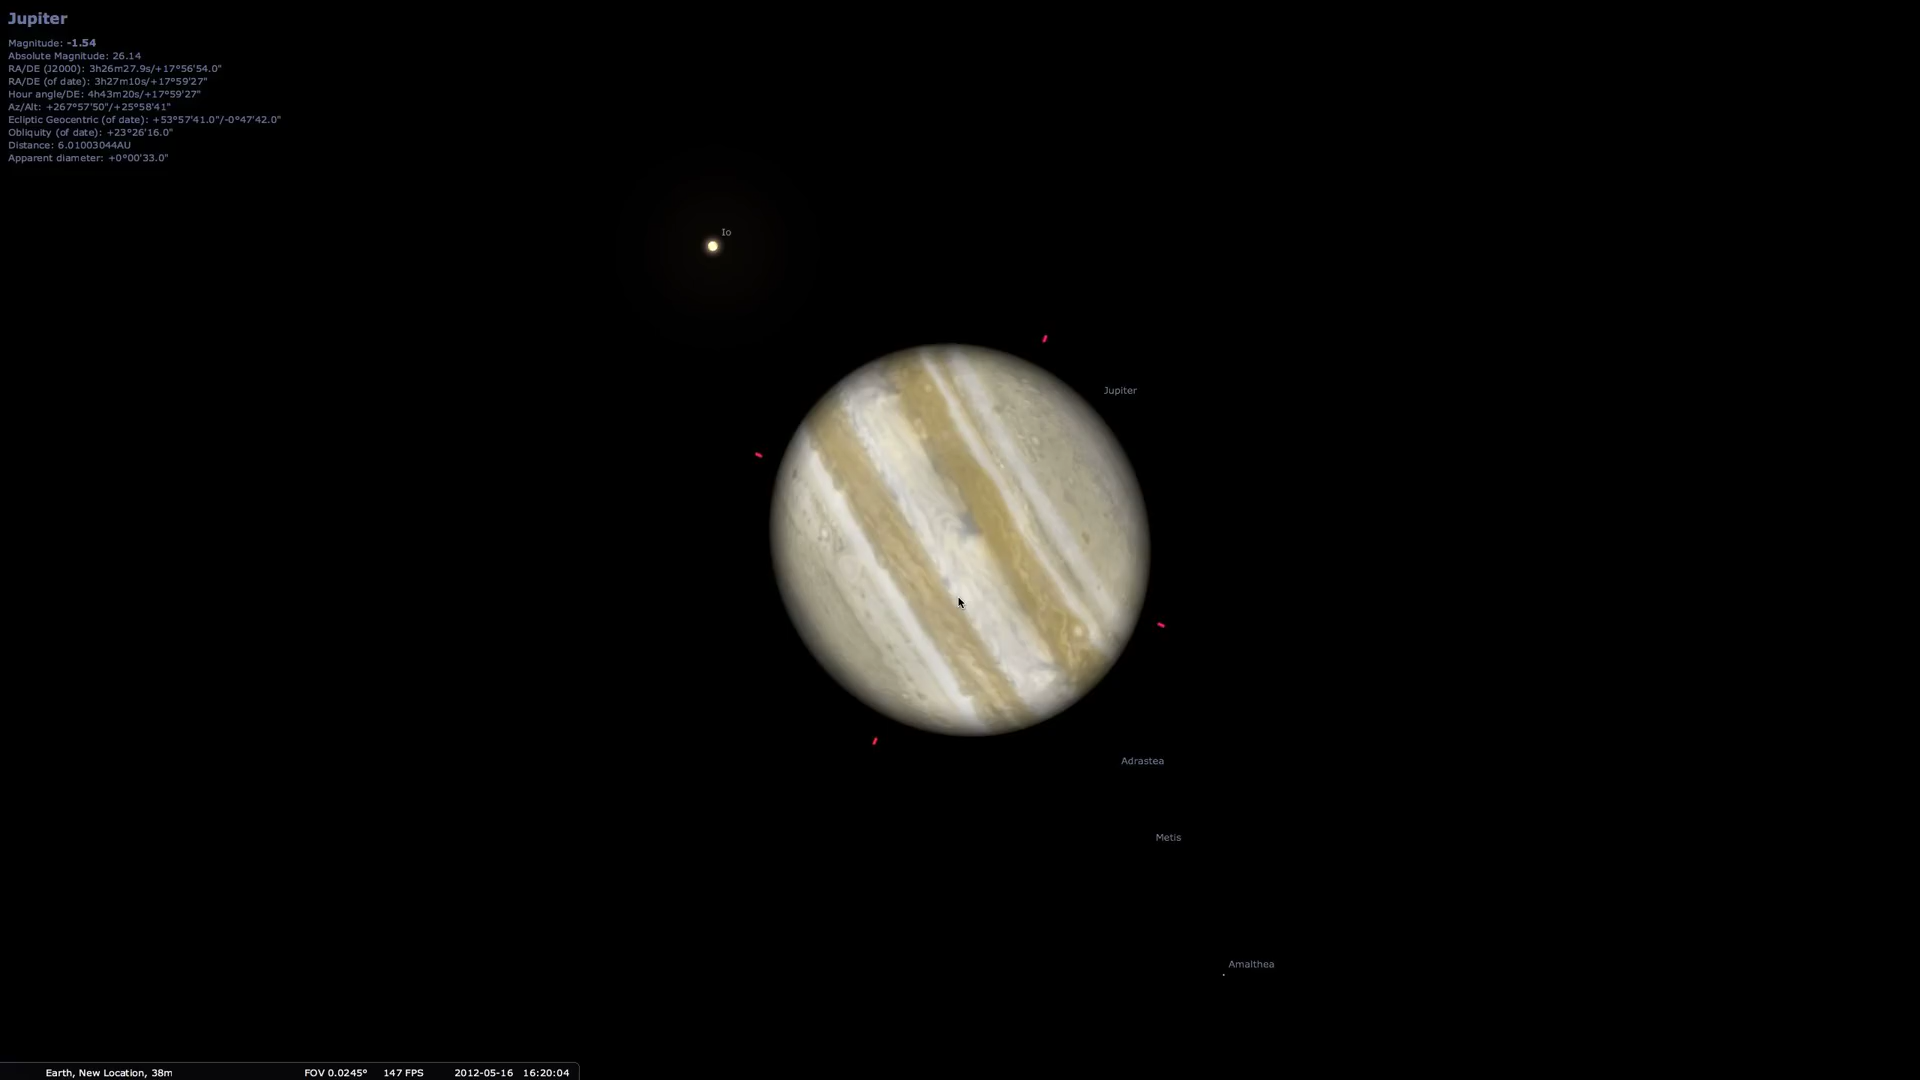 Jupiter
Magnitude: -1.54
Absolute Magnitude: 26.14
RA/DE (J2000): 3h26m27.9s/+17°56'54.0"
RA/DE (of date): 3h27m10s/+17°59'27"
Hour angle/DE: 4h43m20s/+17°59'27"
Az/Alt: +267°57'50"/+25°58'41"
Ecliptic Geocentric (of date): +53°57'41.0"/-0°47'42.0"
Obliquity (of date): +23°26'16.0"
Distance: 6.01003044AU
Apparent diameter: +0°00'33.0"
Io
Jupiter
Adrastea
Metis
Amalthea
Earth, New Location, 38m FOV 0.0245° 147 FPS 2012-05-16 16:20:04